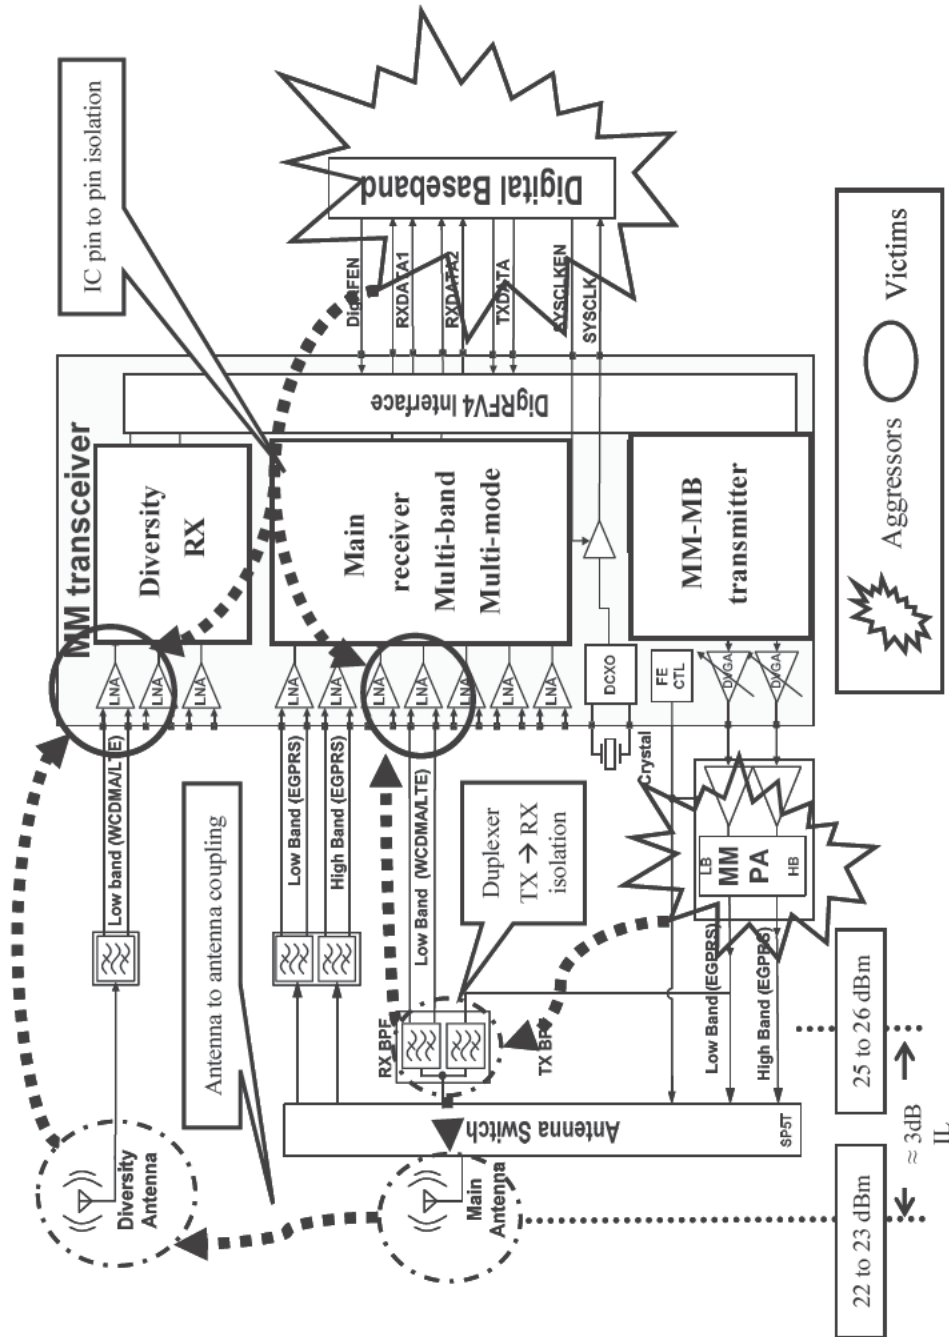 IC pin to pin isolation
Digital Baseband
DigRFEN
RXDATA1
RXDATA2
TXDATA
SYSCLKEN
SYSCLK
MM transceiver
DigRFV4 Interface
Diversity
RX
Main
receiver
Multi-band
Multi-mode
MM-MB
transmitter
LNA
LNA
LNA
LNA
LNA
LNA
LNA
LNA
LNA
LNA
DCXO
FE
CTL
DVGA
DVGA
Crystal
Low band (WCDMA/LTE)
Low Band (EGPRS)
High Band (EGPRS)
Low Band (WCDMA/LTE)
Antenna to antenna coupling
Duplexer
TX → RX
isolation
LB
MM
PA
HB
RX BPF
TX BPF
Low Band (EGPRS)
High Band (EGPRS)
Antenna Switch
SP5T
Diversity
Antenna
Main
Antenna
22 to 23 dBm
25 to 26 dBm
≈ 3dB
IL
Aggressors
Victims